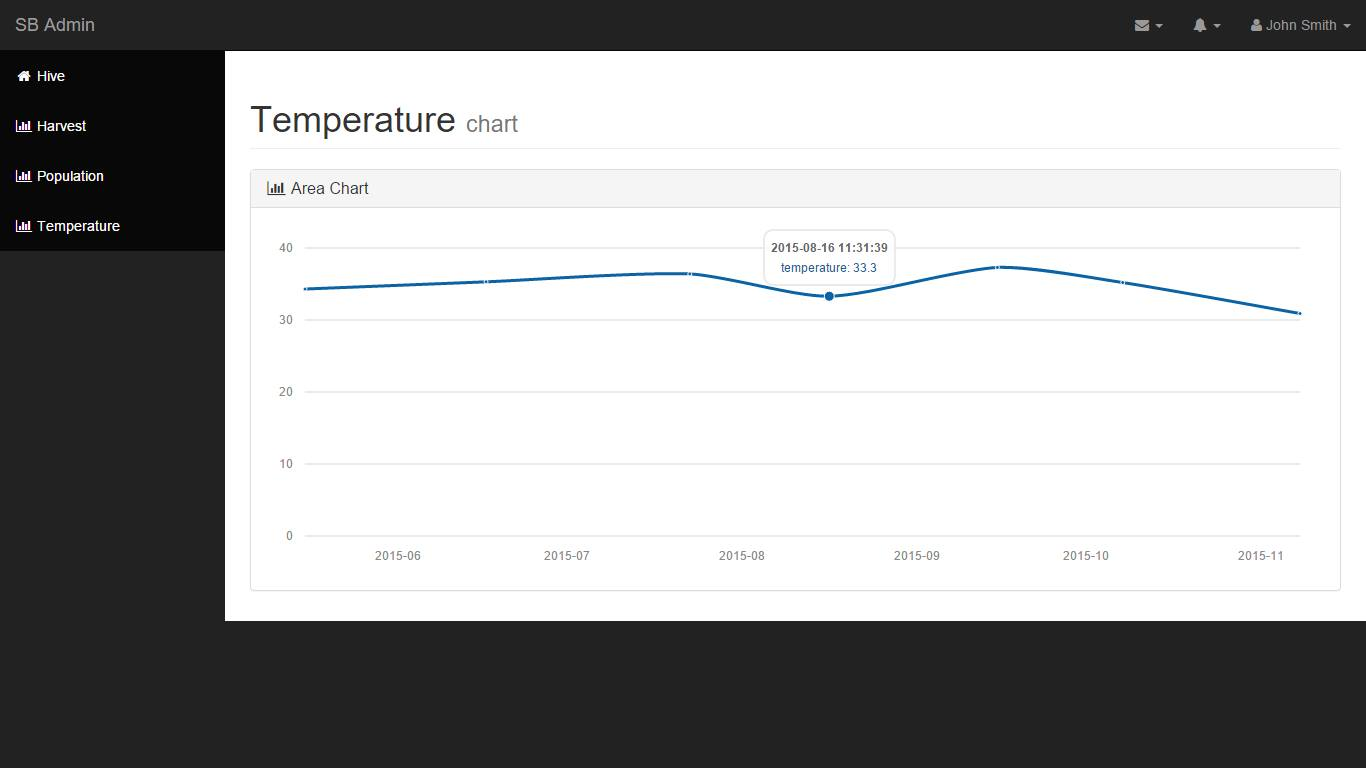 SB Admin
John Smith
Hive
Harvest
Population
Temperature
Temperature chart
Area Chart
40
30
20
10
0
2015-08-16 11:31:39
temperature: 33.3
2015-06 2015-07 2015-08 2015-09 2015-10 2015-11